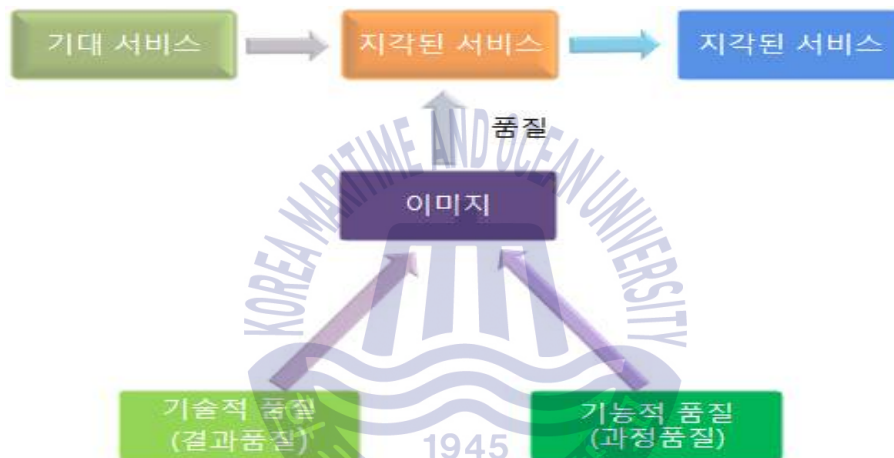 기대 서비스
지각된 서비스
지각된 서비스
품질
이미지
기술적 품질
(결과품질)
기능적 품질
(과정품질)
KOREA MARITIME AND OCEAN UNIVERSITY
1945